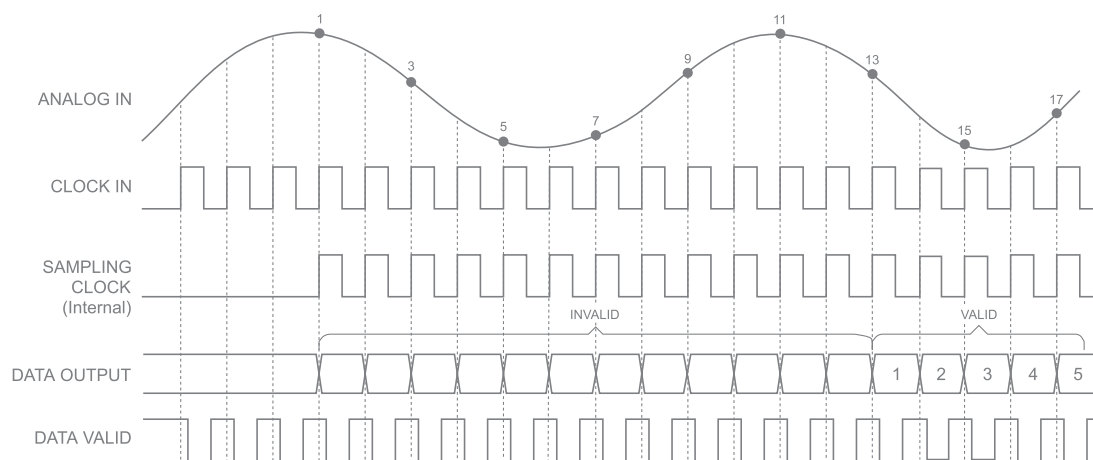 1
11
3
9
13
ANALOG IN
5
7
15
17
CLOCK IN
SAMPLING
CLOCK
(Internal)
INVALID
VALID
DATA OUTPUT
1 2 3 4 5
DATA VALID